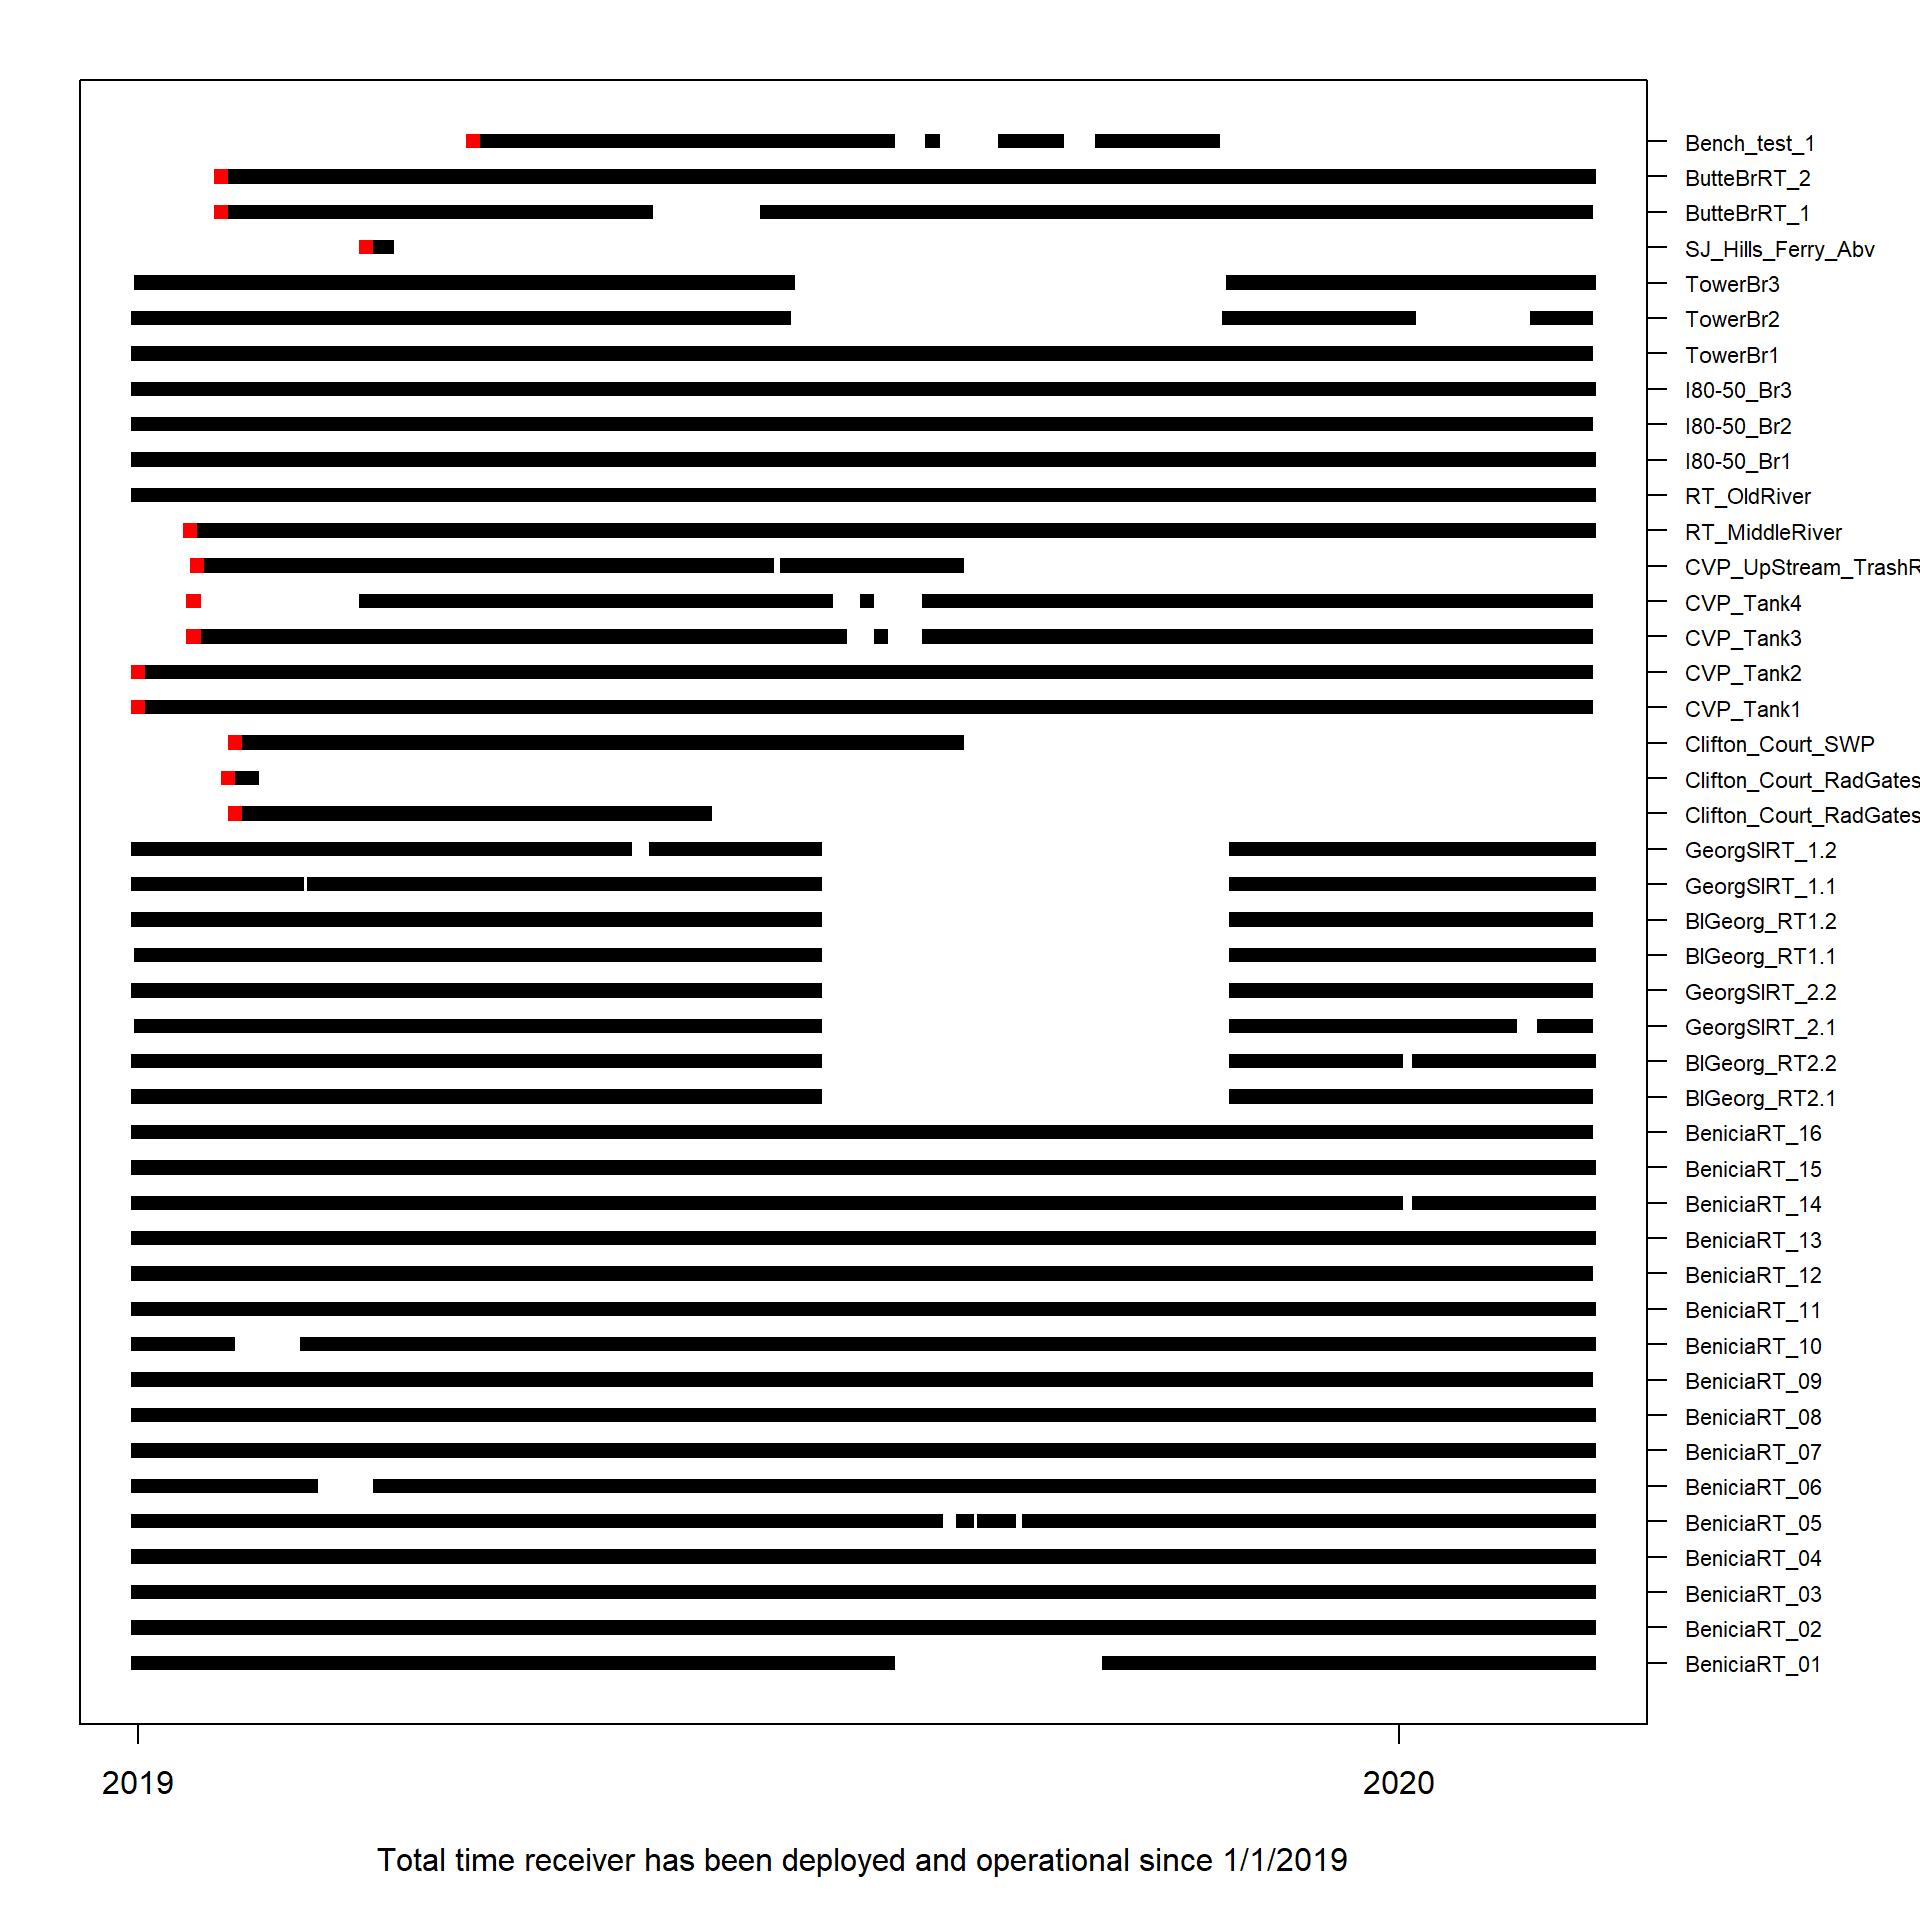 Bench_test_1
ButteBrRT_2
ButteBrRT_1
SJ_Hills_Ferry_Abv
TowerBr3
TowerBr2
TowerBr1
I80-50_Br3
I80-50_Br2
I80-50_Br1
RT_OldRiver
RT_MiddleRiver
CVP_UpStream_TrashR
CVP_Tank4
CVP_Tank3
CVP_Tank2
CVP_Tank1
Clifton_Court_SWP
Clifton_Court_RadGates
Clifton_Court_RadGates
GeorgSlRT_1.2
GeorgSlRT_1.1
BlGeorg_RT1.2
BlGeorg_RT1.1
GeorgSlRT_2.2
GeorgSlRT_2.1
BlGeorg_RT2.2
BlGeorg_RT2.1
BeniciaRT_16
BeniciaRT_15
BeniciaRT_14
BeniciaRT_13
BeniciaRT_12
BeniciaRT_11
BeniciaRT_10
BeniciaRT_09
BeniciaRT_08
BeniciaRT_07
BeniciaRT_06
BeniciaRT_05
BeniciaRT_04
BeniciaRT_03
BeniciaRT_02
BeniciaRT_01
2019 2020
Total time receiver has been deployed and operational since 1/1/2019